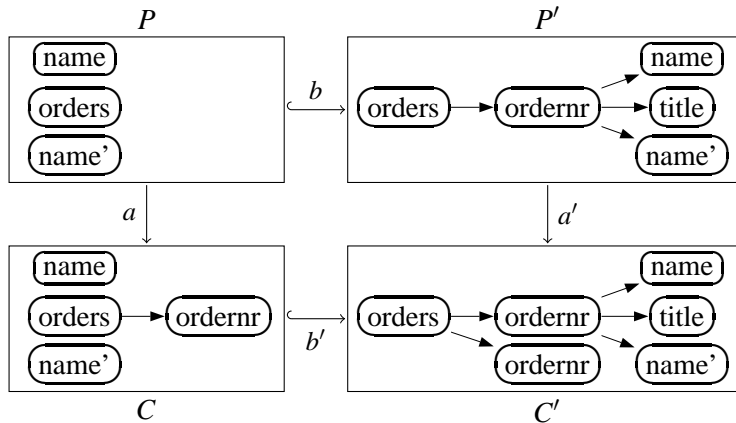 P
P′
name
name
orders
b
orders
ordernr
title
name’
name’
a
a′
name
name
orders
ordernr
b′
orders
ordernr
title
name’
ordernr
name’
C
C′